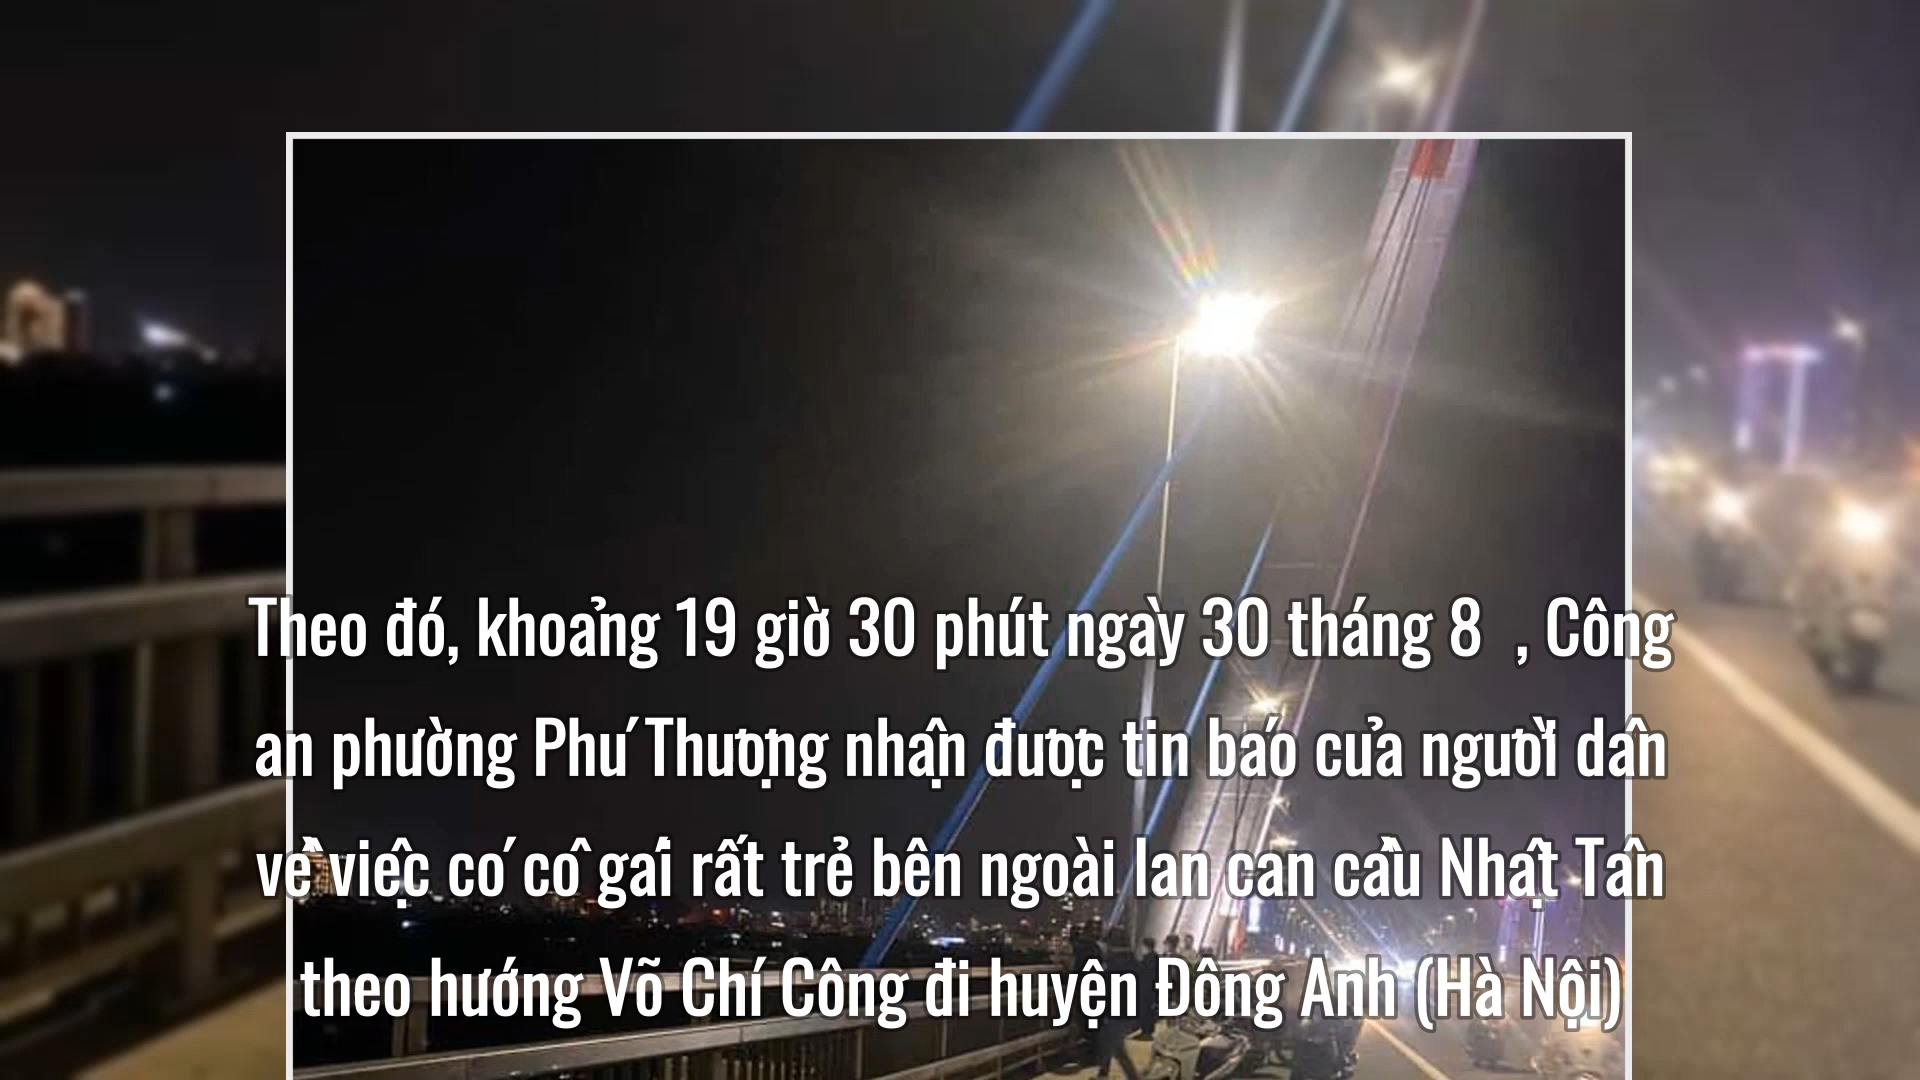 Theo đó, khoảng 19 giờ 30 phút ngày 30 tháng 8 , Công
an phường Phú Thượng nhận được tin báo của người dân
về việc có cô gái rất trẻ bên ngoài lan can cầu Nhật Tân
theo hướng Võ Chí Công đi huyện Đông Anh (Hà Nội)